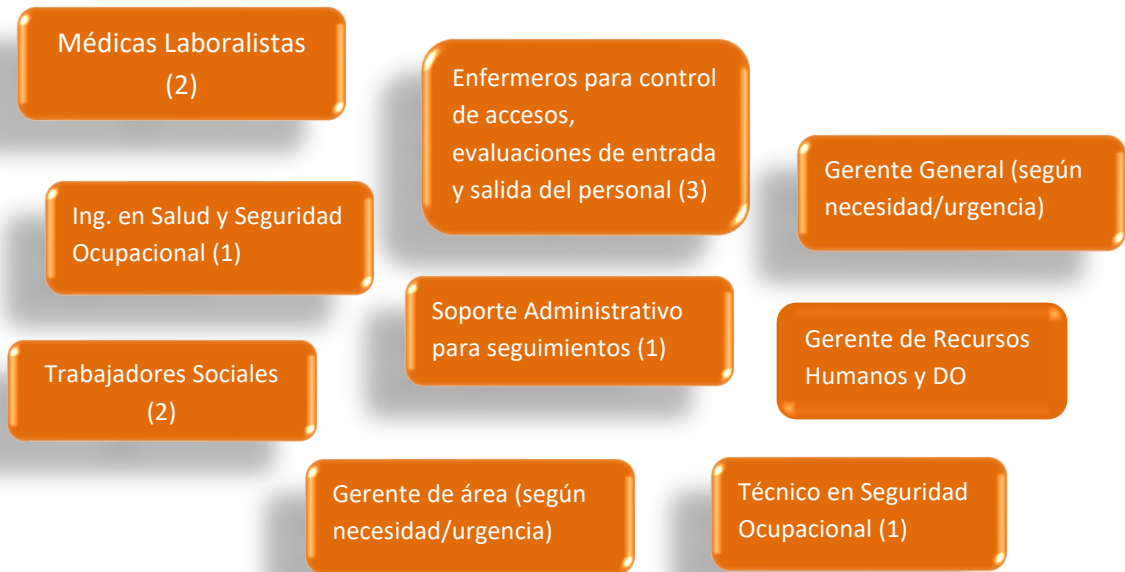 Médicas Laboralistas
(2)
Enfermeros para control
de accesos,
evaluaciones de entrada
y salida del personal (3)
Gerente General (según
necesidad/urgencia)
Ing. en Salud y Seguridad
Ocupacional (1)
Soporte Administrativo
para seguimientos (1)
Gerente de Recursos
Humanos y DO
Trabajadores Sociales
(2)
Gerente de área (según
necesidad/urgencia)
Técnico en Seguridad
Ocupacional (1)